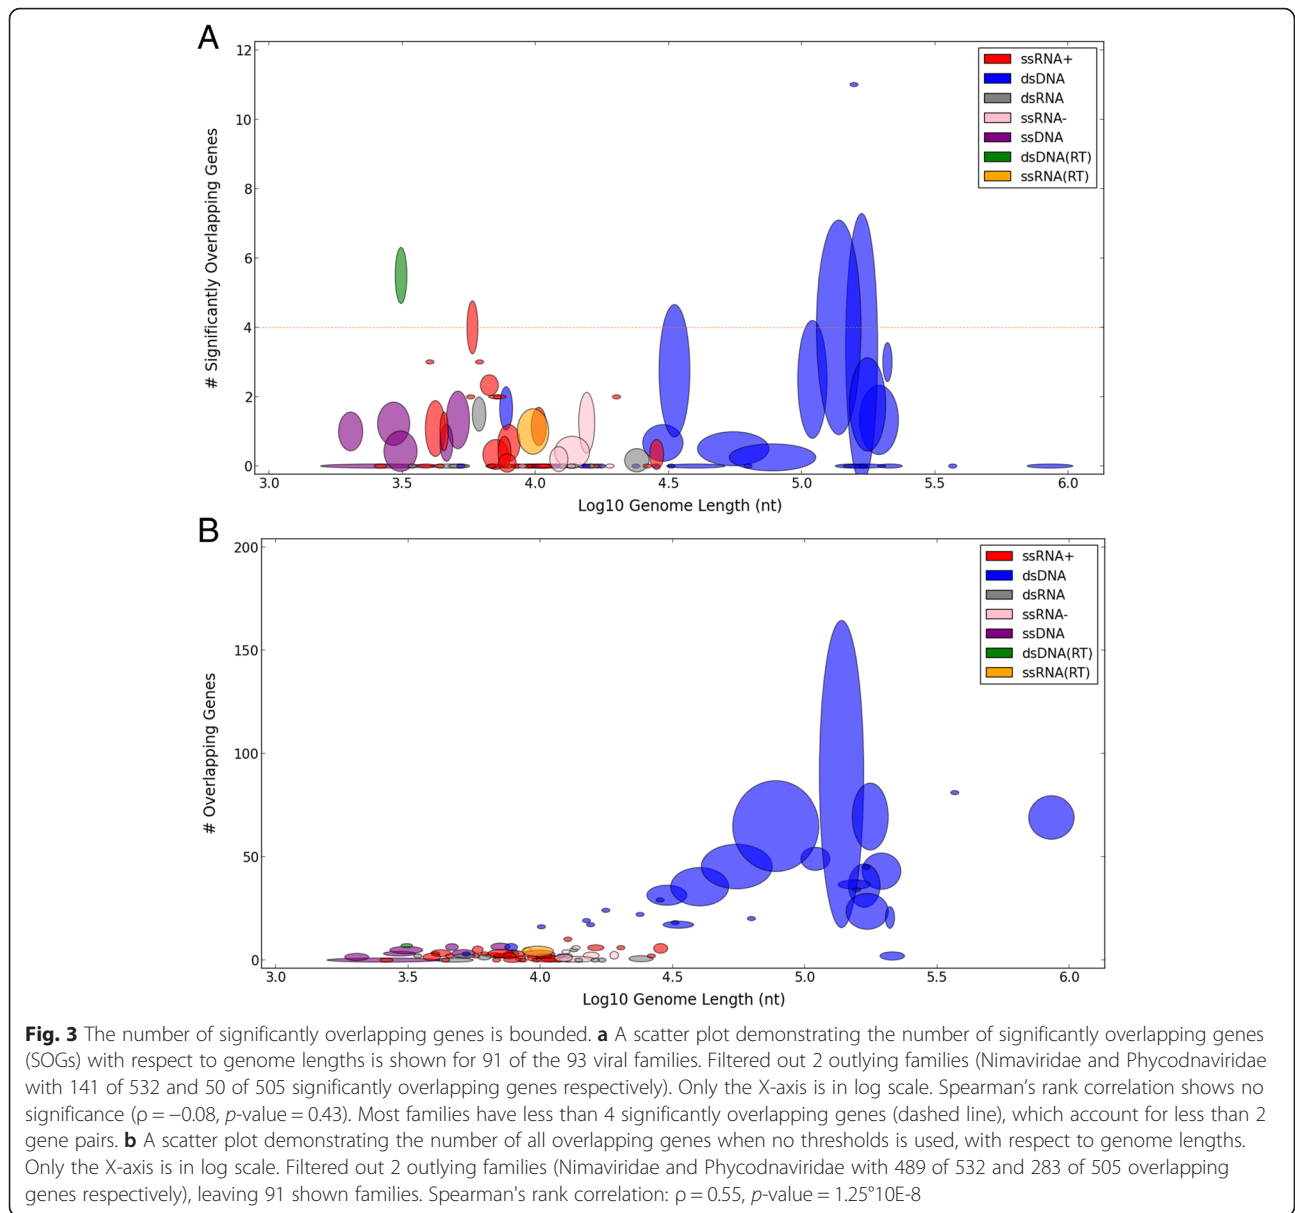 A
12
10
8
6
4
2
0
# Significantly Overlapping Genes
ssRNA+
dsDNA
dsRNA
ssRNA-
ssDNA
dsDNA(RT)
ssRNA(RT)
3.0 3.5 4.0 4.5 5.0 5.5 6.0
Log10 Genome Length (nt)
B
200
150
100
50
0
# Overlapping Genes
ssRNA+
dsDNA
dsRNA
ssRNA-
ssDNA
dsDNA(RT)
ssRNA(RT)
3.0 3.5 4.0 4.5 5.0 5.5 6.0
Log10 Genome Length (nt)
Fig. 3 The number of significantly overlapping genes is bounded. a A scatter plot demonstrating the number of significantly overlapping genes
(SOGs) with respect to genome lengths is shown for 91 of the 93 viral families. Filtered out 2 outlying families (Nimaviridae and Phycodnaviridae
with 141 of 532 and 50 of 505 significantly overlapping genes respectively). Only the X-axis is in log scale. Spearman's rank correlation shows no
significance (ρ = −0.08, p-value = 0.43). Most families have less than 4 significantly overlapping genes (dashed line), which account for less than 2
gene pairs. b A scatter plot demonstrating the number of all overlapping genes when no thresholds is used, with respect to genome lengths.
Only the X-axis is in log scale. Filtered out 2 outlying families (Nimaviridae and Phycodnaviridae with 489 of 532 and 283 of 505 overlapping
genes respectively), leaving 91 shown families. Spearman's rank correlation: ρ = 0.55, p-value = 1.25°10E-8